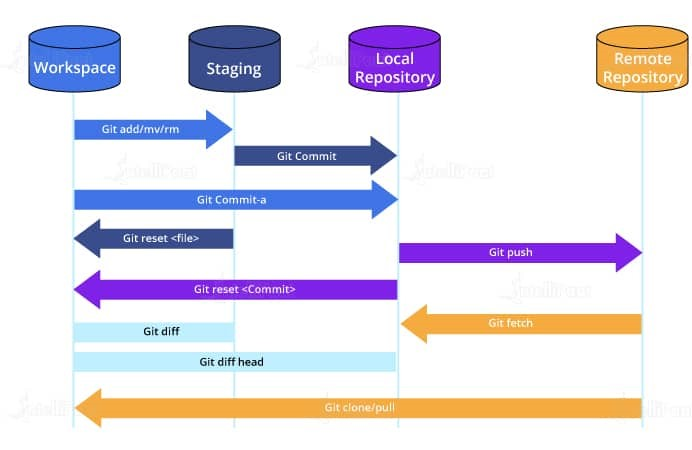 Workspace
Staging
Local
Repository
Remote
Repository
Git add/mv/rm
Git Commit
Git Commit-a
Git reset <file>
Git push
Git reset <Commit>
Git fetch
Git diff
Git diff head
Git clone/pull